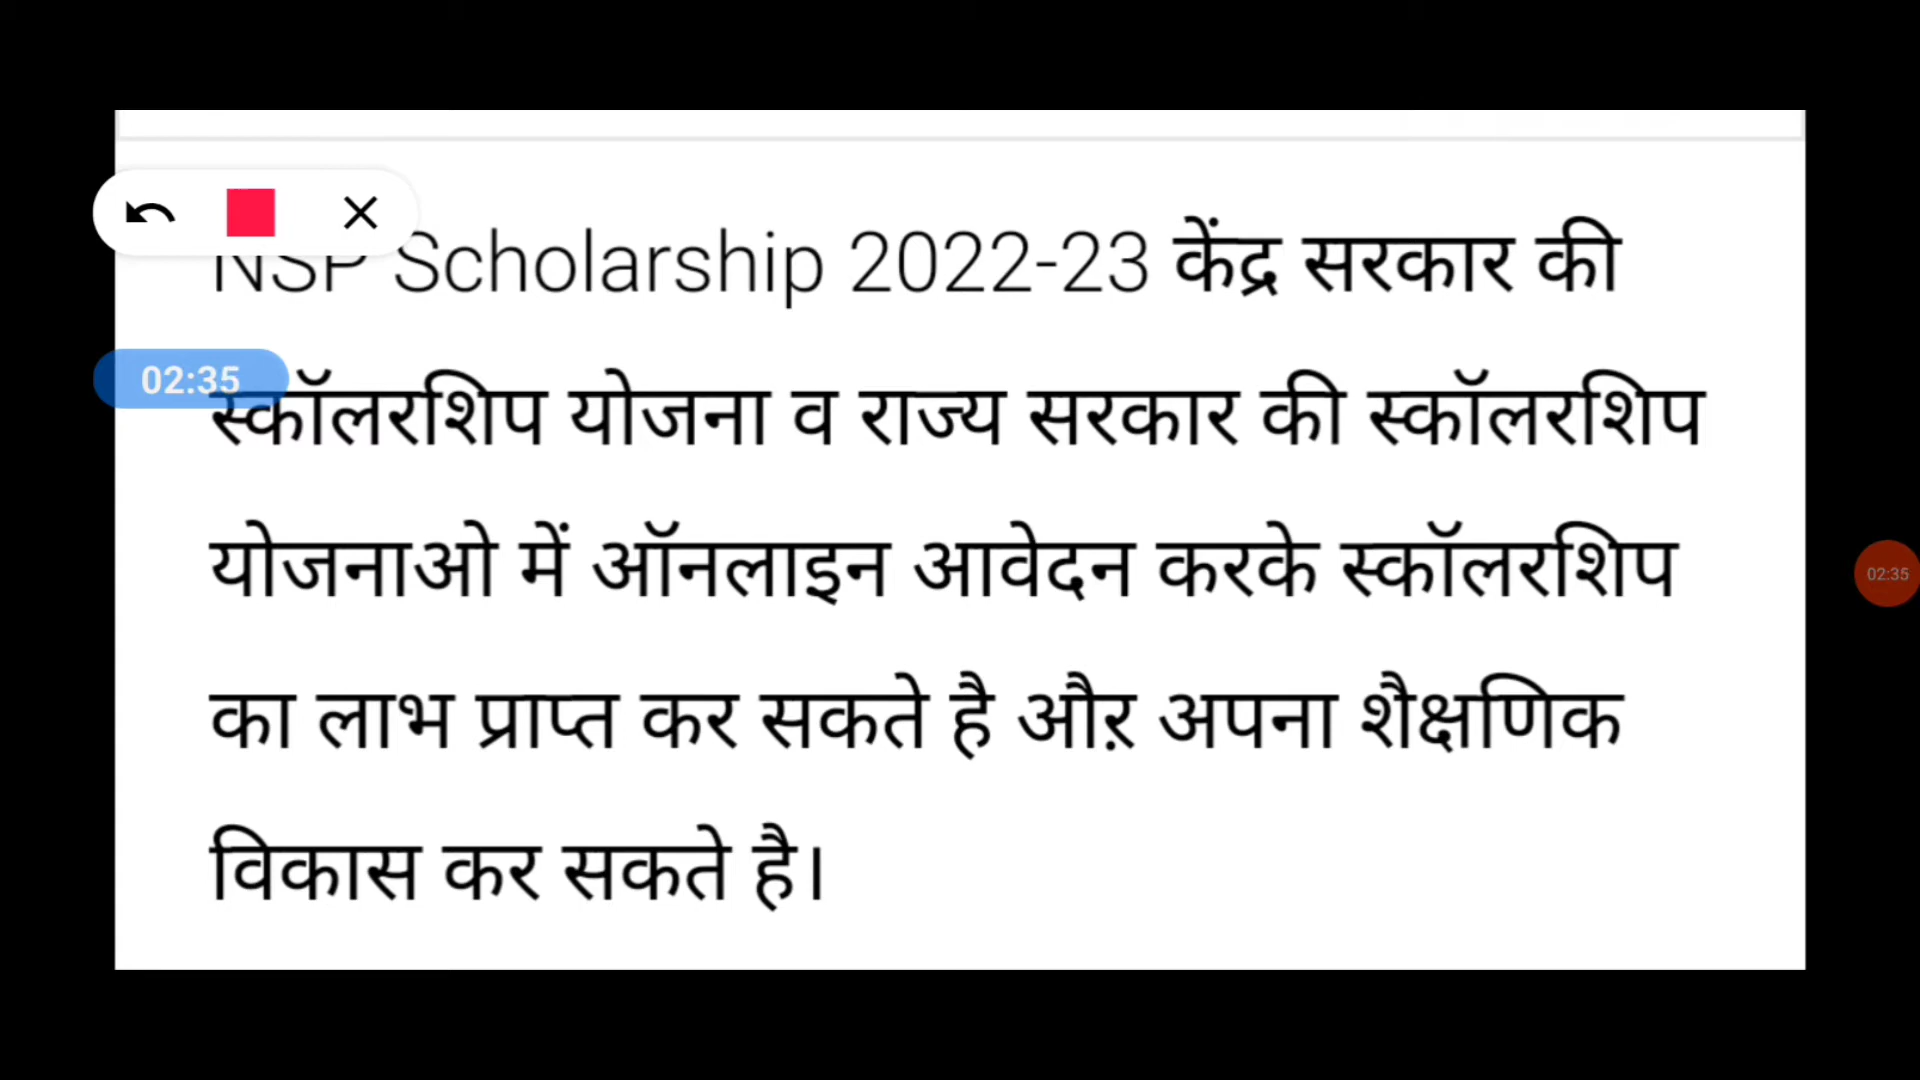 NSP Scholarship 2022-23 केंद्र सरकार की
02:35
स्कॉलरशिप योजना व राज्य सरकार की स्कॉलरशिप
योजनाओ में ऑनलाइन आवेदन करके स्कॉलरशिप
02:35
का लाभ प्राप्त कर सकते है औऱ अपना शैक्षणिक
विकास कर सकते है।